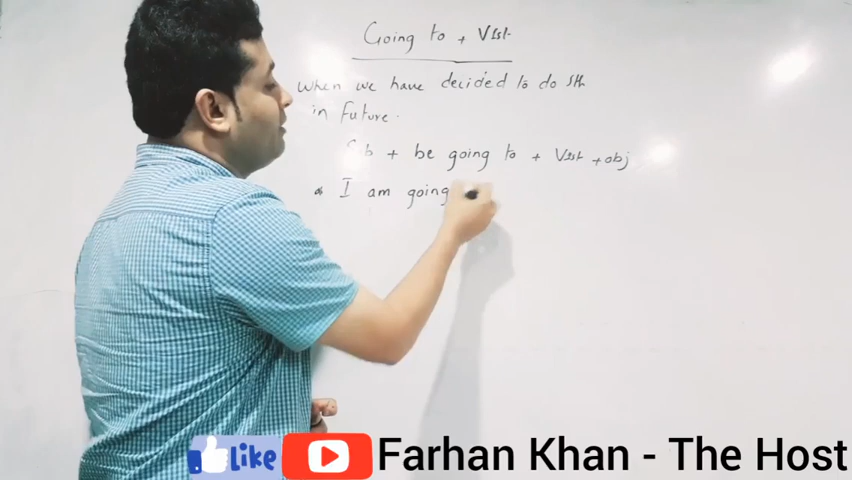 Going to + V1st
When we have decided to do sth
in Future.
Sub + be going to + V1st + obj
I am going
Like
Farhan Khan - The Host